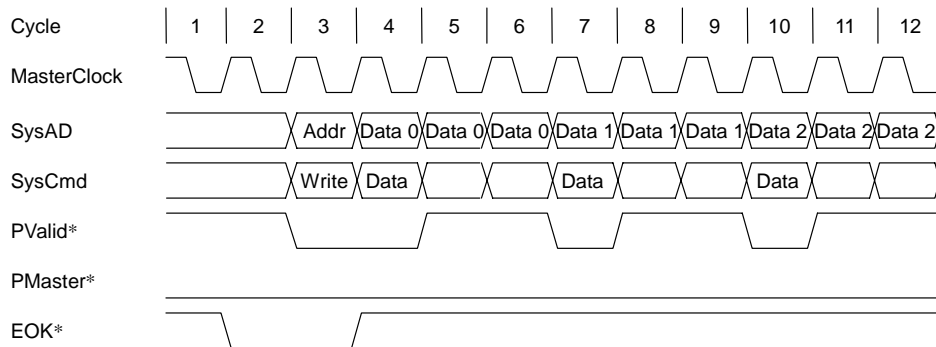 Cycle 1 2 3 4 5 6 7 8 9 10 11 12
MasterClock
SysAD Addr Data 0 Data 0 Data 0 Data 1 Data 1 Data 1 Data 2 Data 2 Data 2
SysCmd Write Data Data Data
PValid*
PMaster*
EOK*